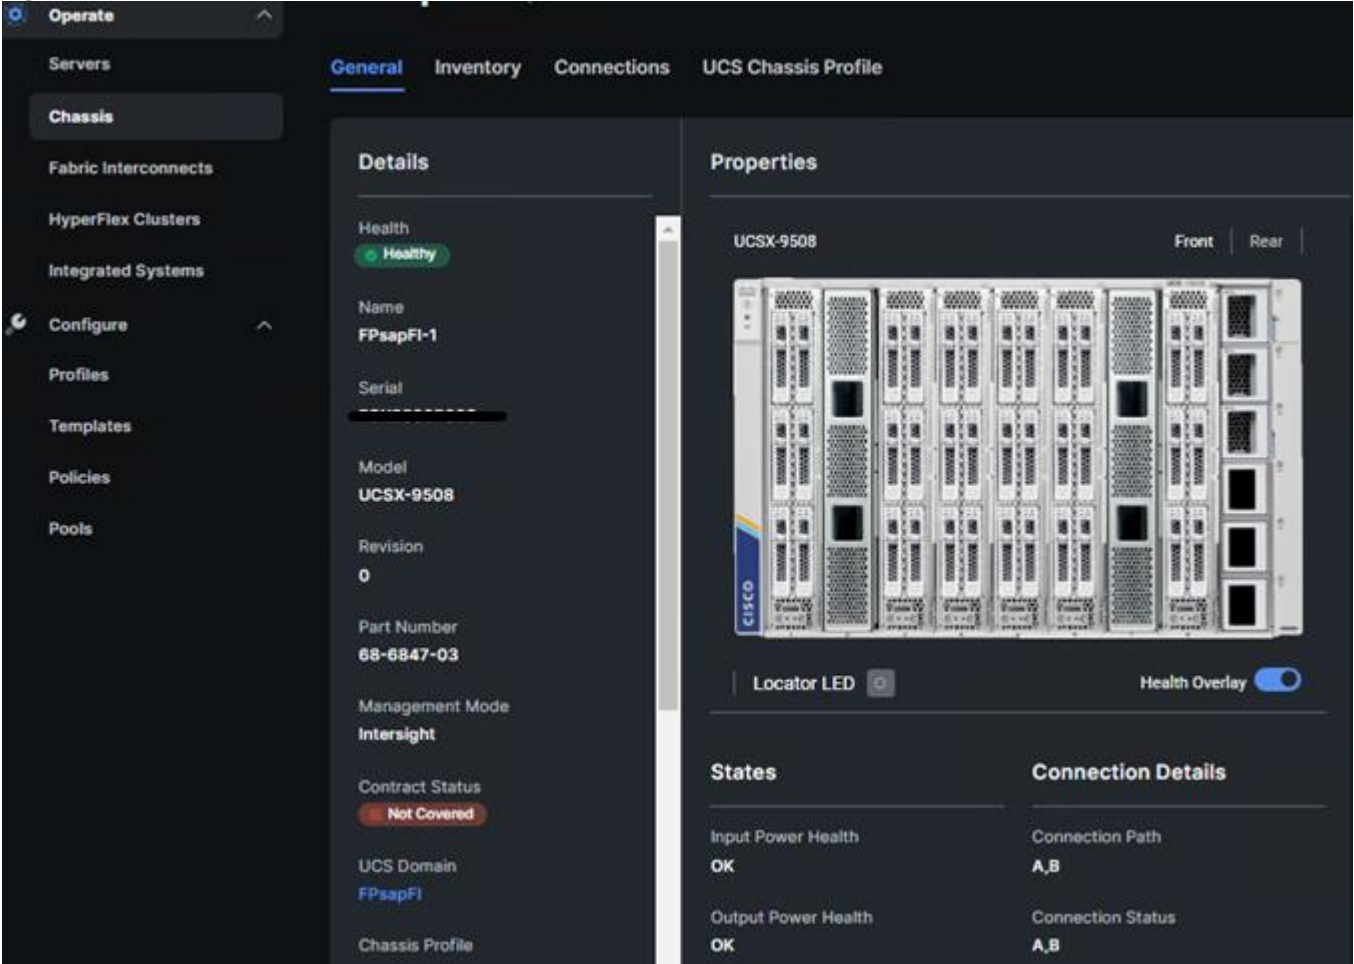 Operate
Servers
Chassis
Fabric Interconnects
HyperFlex Clusters
Integrated Systems
Configure
Profiles
Templates
Policies
Pools
General Inventory Connections UCS Chassis Profile
Details
Health
Healthy
Name
FPsapFI-1
Serial
Model
UCSX-9508
Revision
0
Part Number
68-6847-03
Management Mode
Intersight
Contract Status
Not Covered
UCS Domain
FPsapFI
Chassis Profile
Properties
UCSX-9508 Front Rear
CISCO
Locator LED Health Overlay
States
Input Power Health
OK
Output Power Health
OK
Connection Details
Connection Path
A,B
Connection Status
A,B